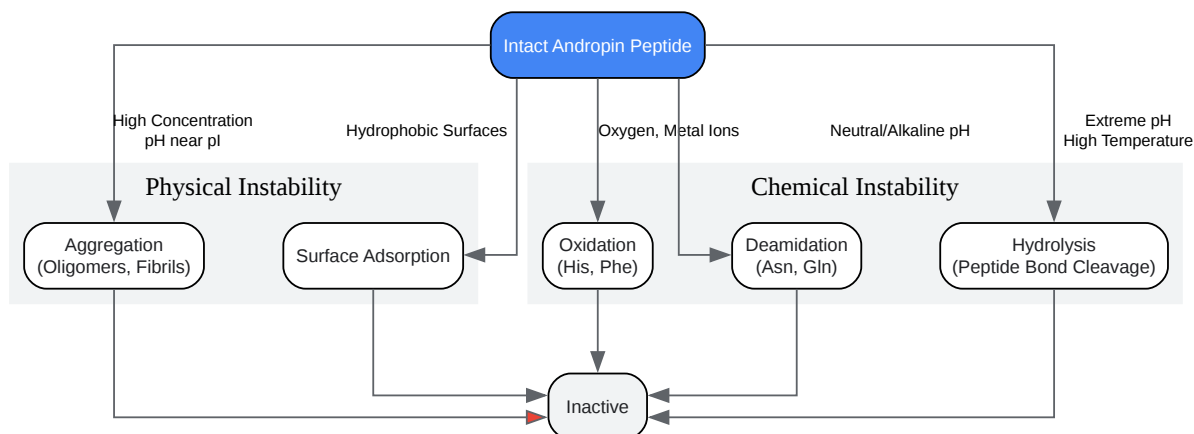 Intact Andropin Peptide
High Concentration
pH near pI
Hydrophobic Surfaces
Oxygen, Metal Ions
Neutral/Alkaline pH
Extreme pH
High Temperature
Physical Instability
Chemical Instability
Aggregation
(Oligomers, Fibrils)
Surface Adsorption
Oxidation
(His, Phe)
Deamidation
(Asn, Gln)
Hydrolysis
(Peptide Bond Cleavage)
Inactive